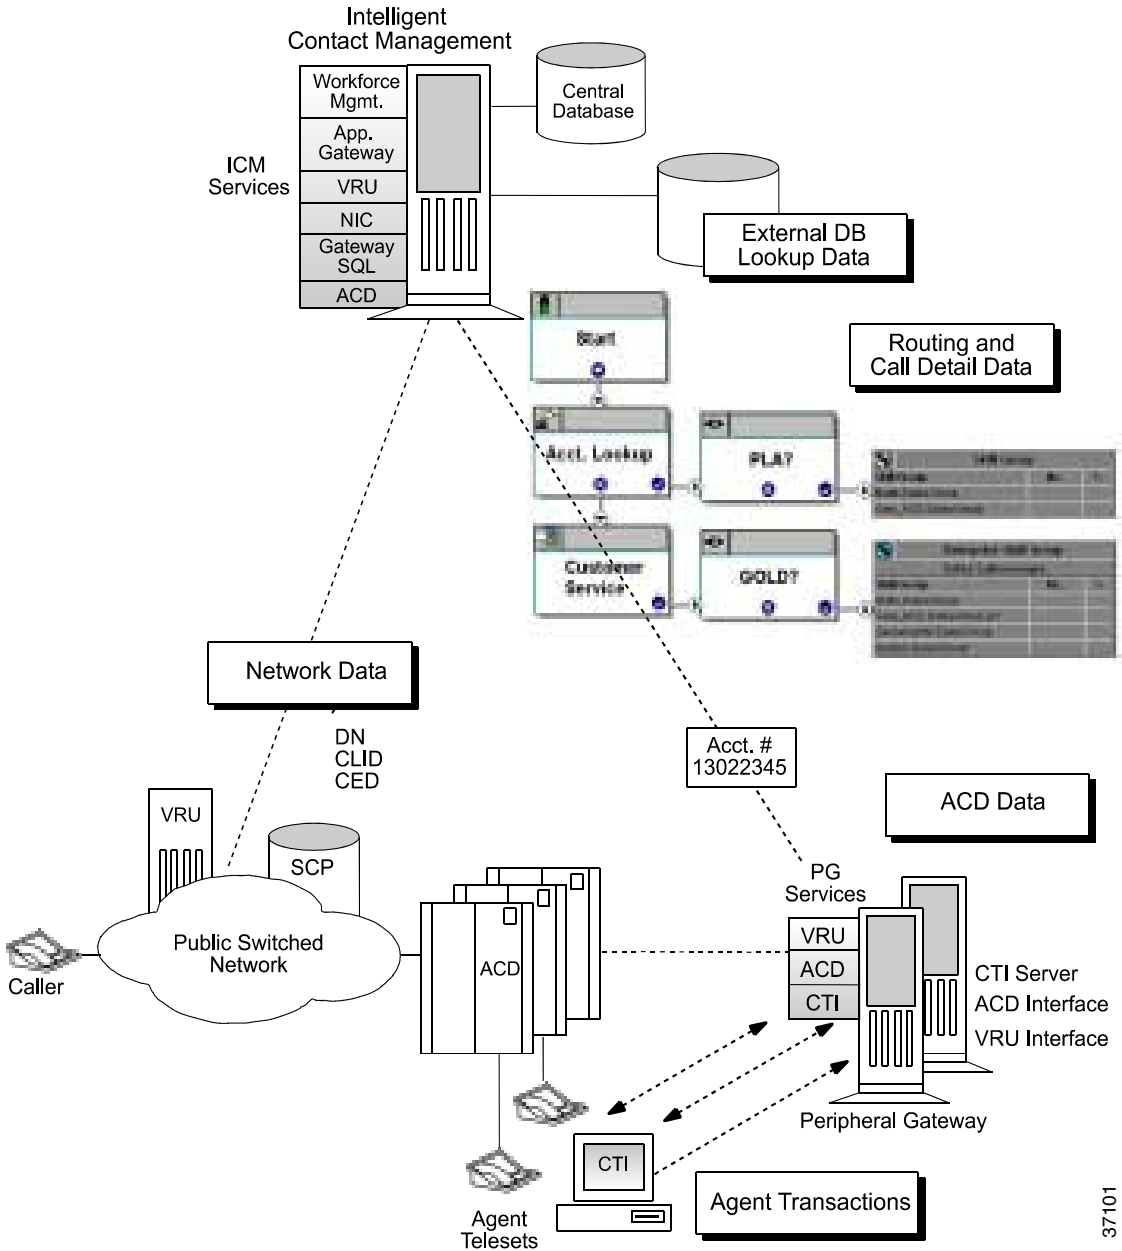 Intelligent
Contact Management
Workforce
Mgmt.
App.
Gateway
VRU
NIC
Gateway
SQL
ACD
ICM
Services
Central
Database
External DB
Lookup Data
Routing and
Call Detail Data
Start
Acct. Lookup
PLA?
Customer
Service
GOLD?
Network Data
DN
CLID
CED
Acct. #
13022345
ACD Data
VRU
SCP
Public Switched
Network
Caller
ACD
PG
Services
VRU
ACD
CTI
CTI Server
ACD Interface
VRU Interface
Peripheral Gateway
CTI
Agent Transactions
Agent
Telesets
37101